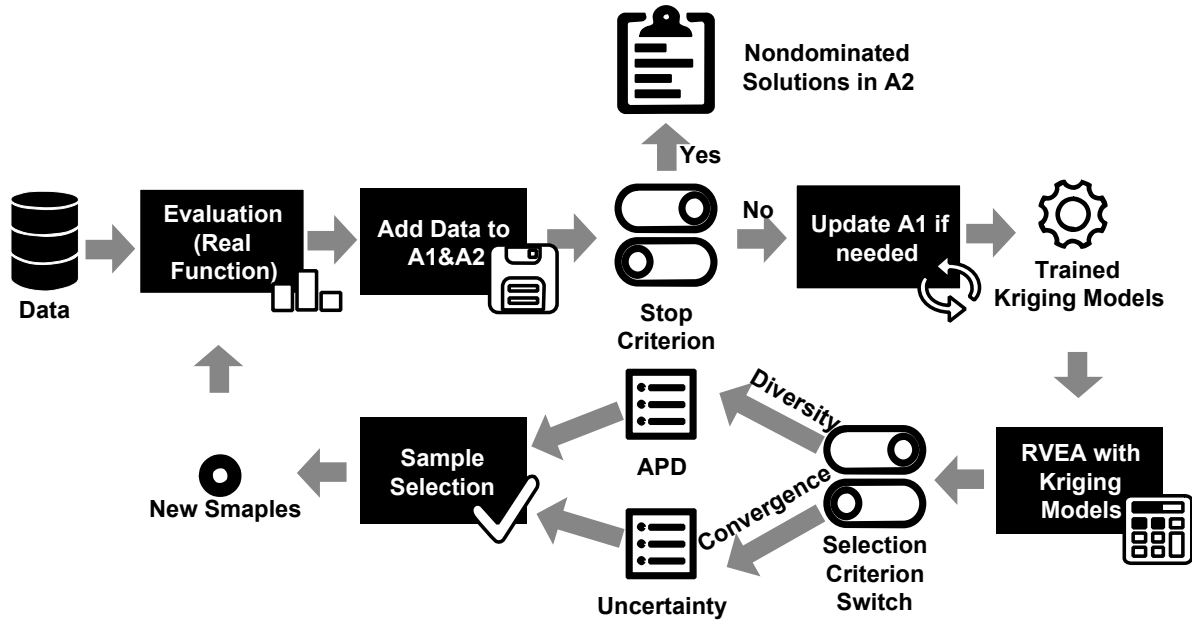 Nondominated
Solutions in A2
Yes
Data
Evaluation
(Real
Function)
Add Data to
A1&A2
Stop
Criterion
No
Update A1 if
needed
Trained
Kriging Models
RVEA with
Kriging
Models
Selection
Criterion
Switch
Diversity
Convergence
APD
Uncertainty
Sample
Selection
New Smaples